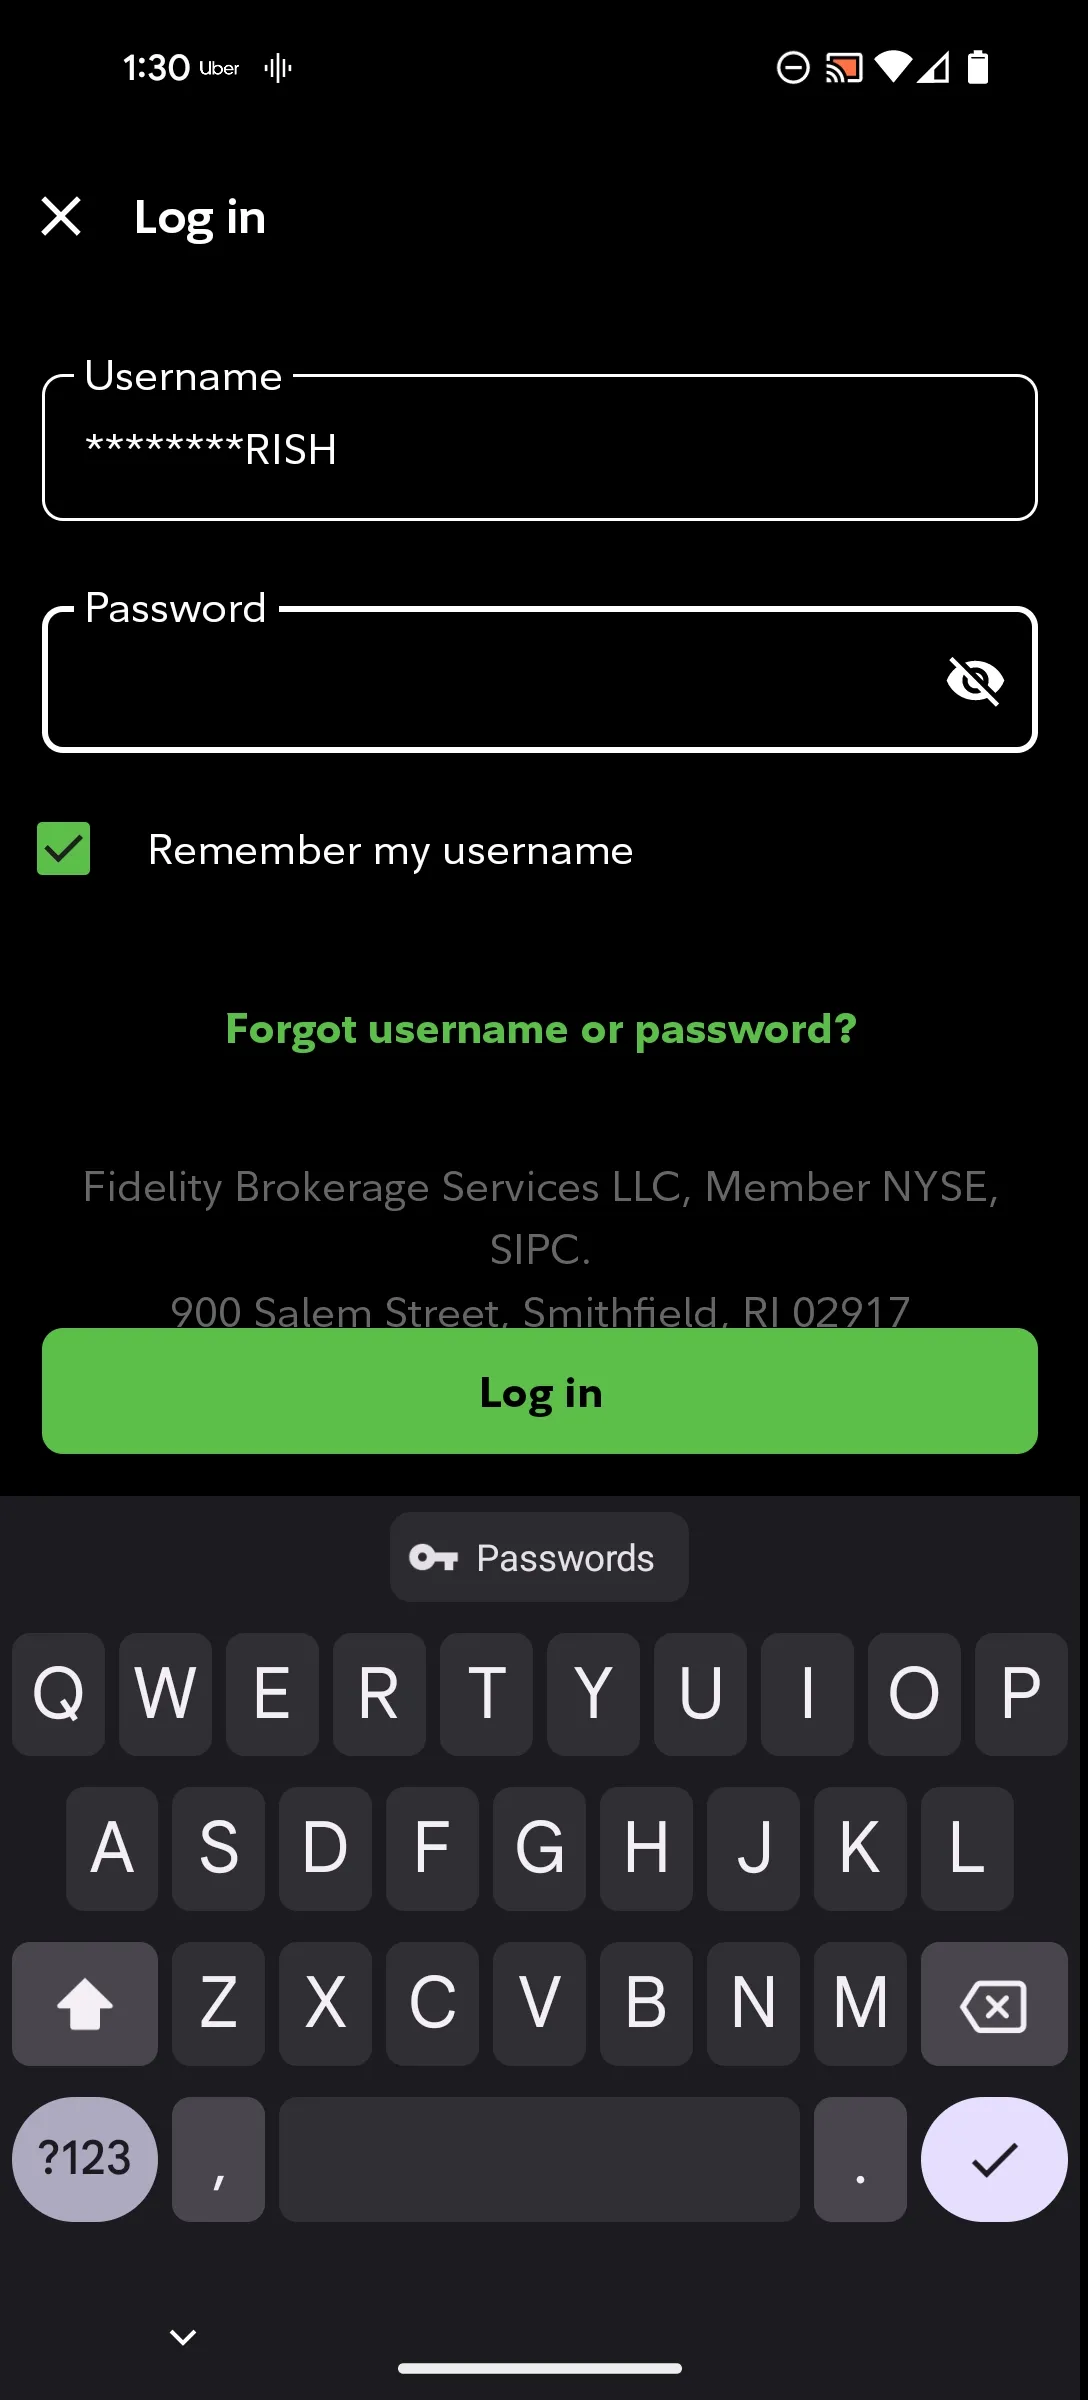 1:30 Uber
Log in
Username
********RISH
Password
Remember my username
Forgot username or password?
Fidelity Brokerage Services LLC, Member NYSE,
SIPC.
900 Salem Street, Smithfield, RI 02917
Log in
Passwords
Q W E R T Y U I O P
A S D F G H J K L
Z X C V B N M
?123 , .